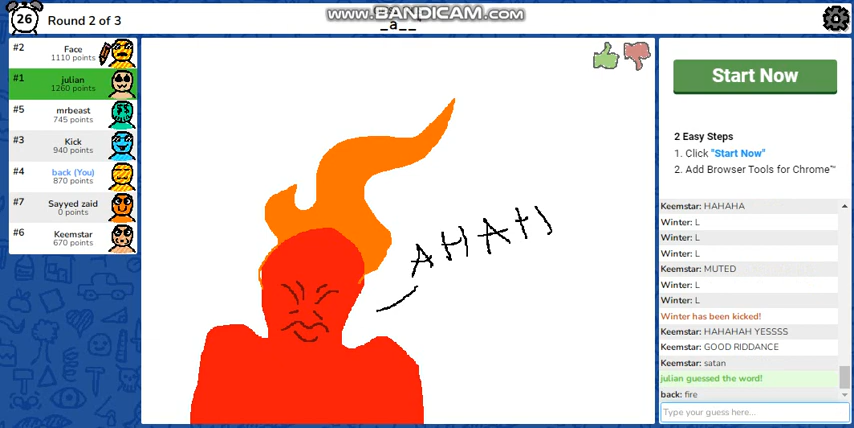 26
Round 2 of 3
www.BANDICAM.com
_a__
#2
Face
1110 points
#1
julian
1260 points
#5
mrbeast
745 points
#3
Kick
940 points
#4
back (You)
870 points
#7
Sayyed zaid
0 points
#6
Keemstar
670 points
AHAH
Start Now
2 Easy Steps
1. Click "Start Now"
2. Add Browser Tools for Chrome™
Keemstar: HAHAHA
Winter: L
Winter: L
Winter: L
Keemstar: MUTED
Winter: L
Winter: L
Winter has been kicked!
Keemstar: HAHAHAH YESSSS
Keemstar: GOOD RIDDANCE
Keemstar: satan
julian guessed the word!
back: fire
Type your guess here...